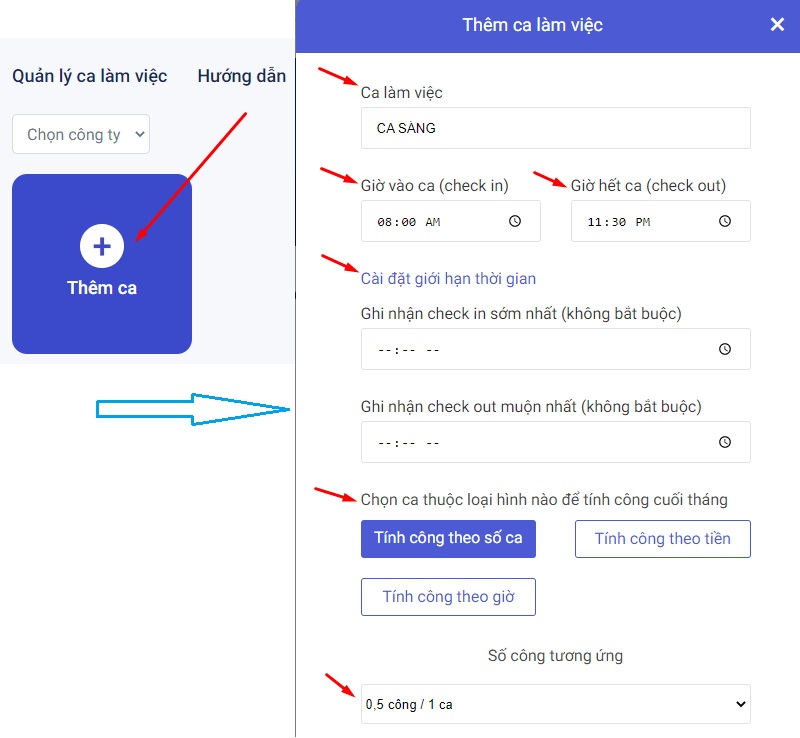 Quản lý ca làm việc
Hướng dẫn
Chọn công ty
Thêm ca
Thêm ca làm việc
Ca làm việc
CA SÁNG
Giờ vào ca (check in)
Giờ hết ca (check out)
08:00 AM
11:30 PM
Cài đặt giới hạn thời gian
Ghi nhận check in sớm nhất (không bắt buộc)
--:-- --
Ghi nhận check out muộn nhất (không bắt buộc)
--:-- --
Chọn ca thuộc loại hình nào để tính công cuối tháng
Tính công theo số ca
Tính công theo tiền
Tính công theo giờ
Số công tương ứng
0,5 công / 1 ca